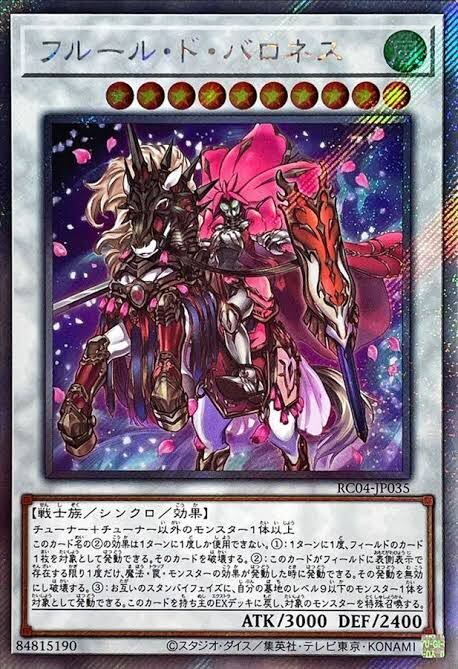 フルール・ド・バロネス
風
RC04-JP035
【戦士族／シンクロ／効果】
チューナー＋チューナー以外のモンスター1体以上
このカード名の②の効果は1ターンに1度しか使用できない。①：1ターンに1度、フィールドのカード
1枚を対象として発動できる。そのカードを破壊する。②：このカードがフィールドに表側表示で
存在する限り1度だけ、魔法・罠・モンスターの効果が発動した時に発動できる。その発動を無効
にし破壊する。③：お互いのスタンバイフェイズに、自分の墓地のレベル9以下のモンスター1体
を対象として発動できる。このカードを持ち主のEXデッキに戻し、対象のモンスターを特殊召喚する。
ATK/3000 DEF/2400
84815190
©スタジオ・ダイス／集英社・テレビ東京・KONAMI